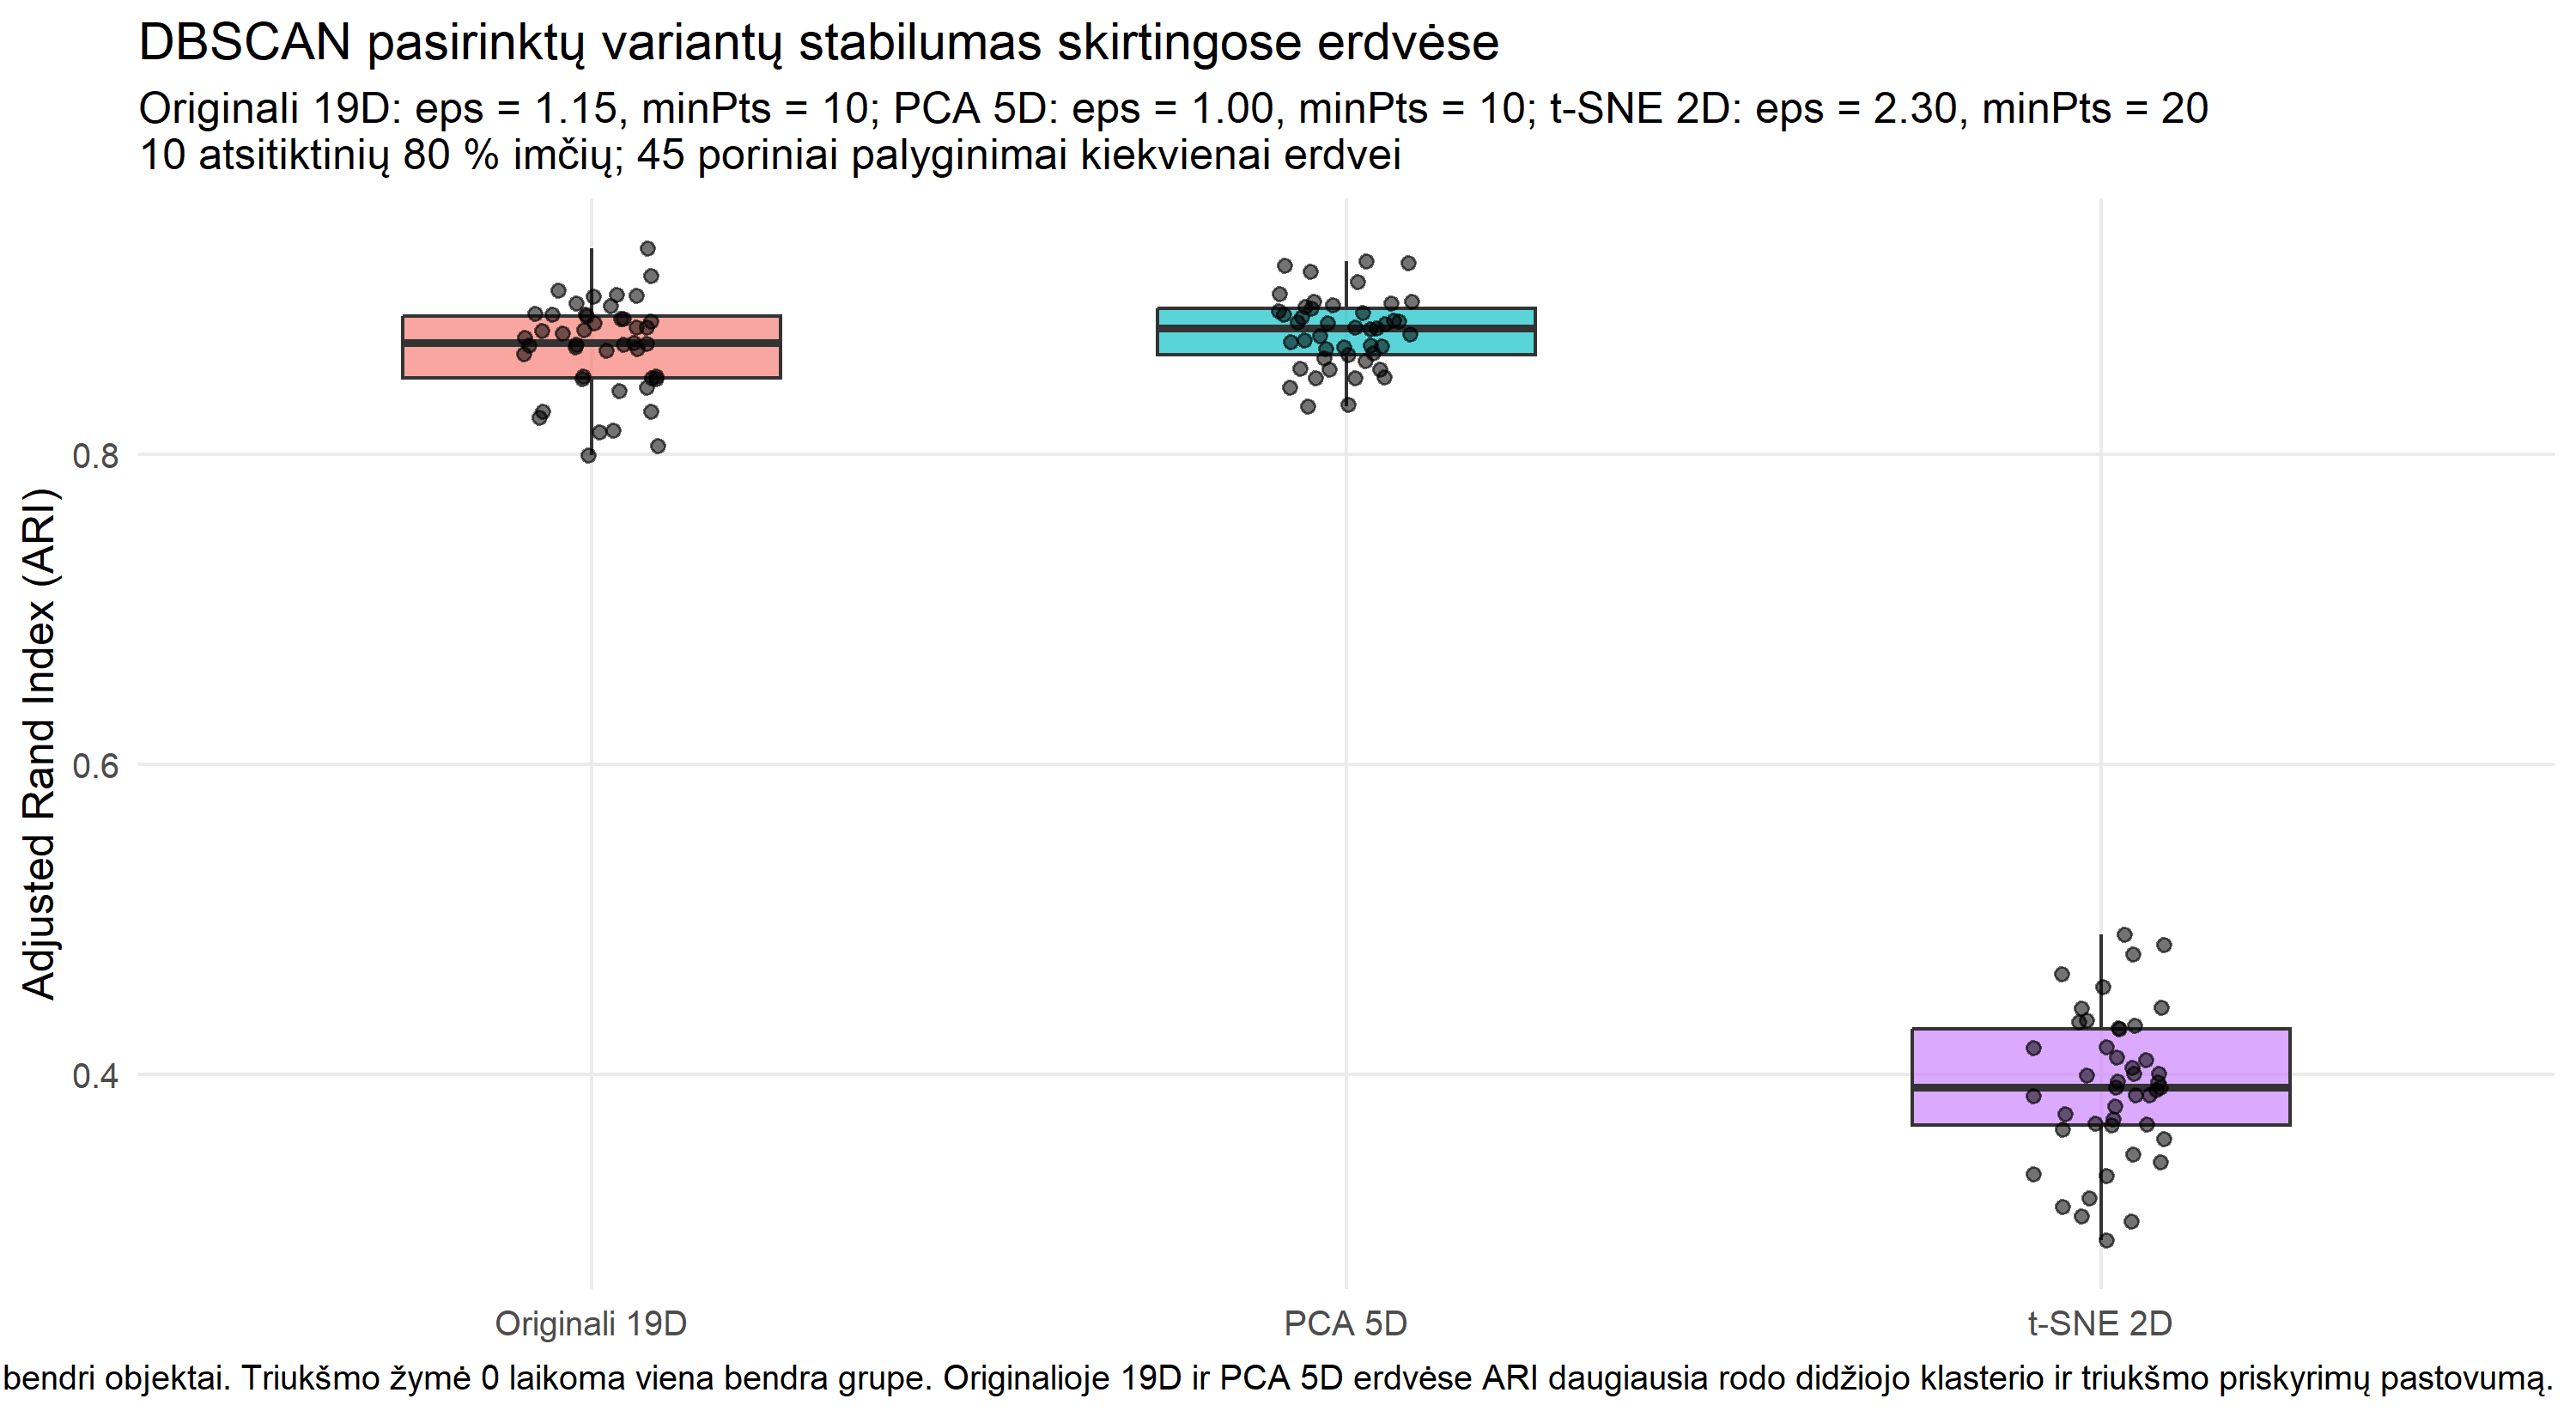 DBSCAN pasirinktų variantų stabilumas skirtingose erdvėse
Originali 19D: eps = 1.15, minPts = 10; PCA 5D: eps = 1.00, minPts = 10; t-SNE 2D: eps = 2.30, minPts = 20
10 atsitiktinių 80 % imčių; 45 poriniai palyginimai kiekvienai erdvei
Adjusted Rand Index (ARI)
0.8
0.6
0.4
Originali 19D
PCA 5D
t-SNE 2D
bendri objektai. Triukšmo žymė 0 laikoma viena bendra grupe. Originalioje 19D ir PCA 5D erdvėse ARI daugiausia rodo didžiojo klasterio ir triukšmo priskyrimų pastovumą.